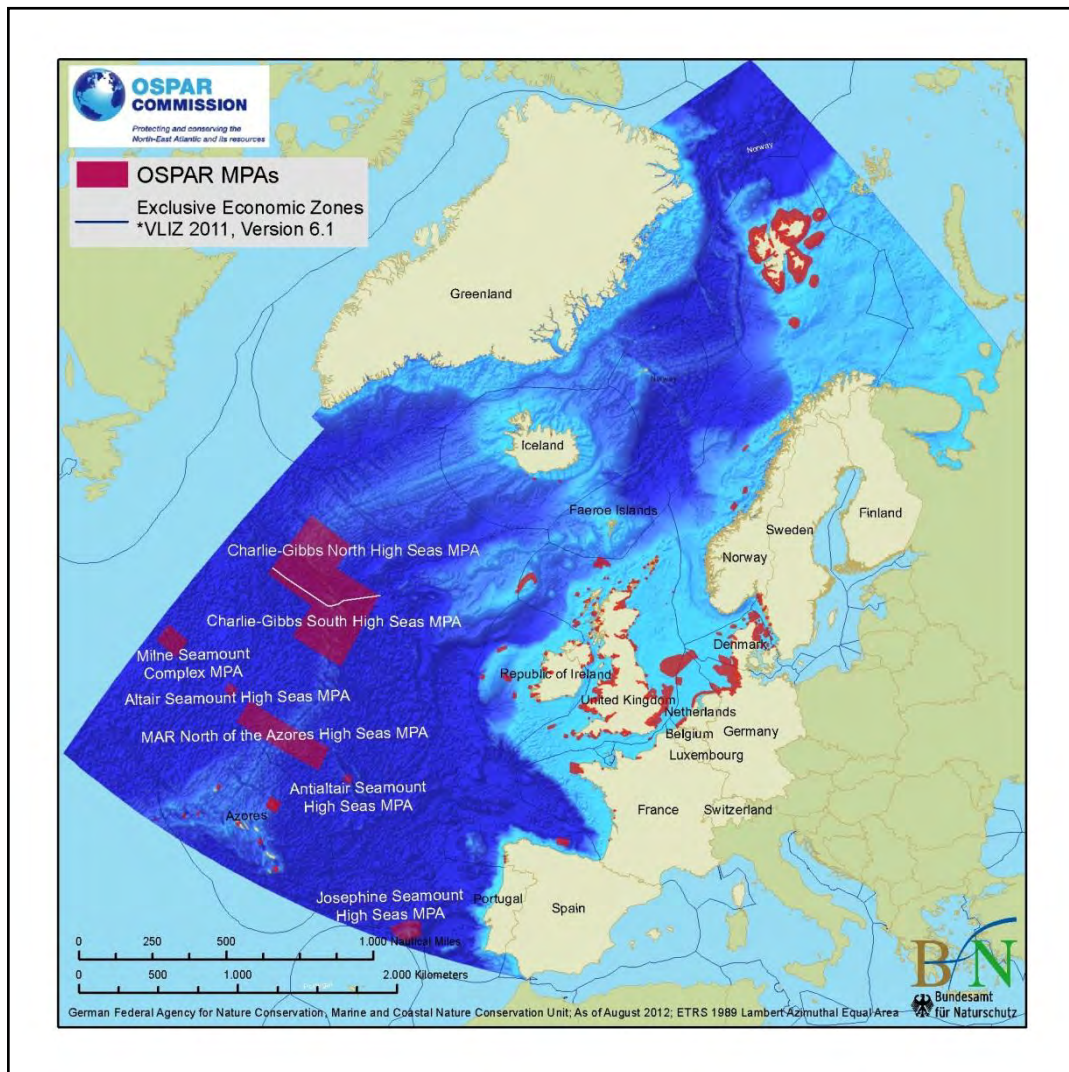 OSPAR
COMMISSION
Protecting and conserving the
North-East Atlantic and its resources
OSPAR MPAs
Exclusive Economic Zones
*VLIZ 2011, Version 6.1
Norway
Greenland
Norway
Iceland
Faeroe Islands
Finland
Sweden
Norway
Charlie-Gibbs North High Seas MPA
Charlie-Gibbs South High Seas MPA
Denmark
Milne Seamount
Complex MPA
Republic of Ireland
United Kingdom
Altair Seamount High Seas MPA
Netherlands
MAR North of the Azores High Seas MPA
Belgium
Germany
Luxembourg
Antialtair Seamount
High Seas MPA
Azores
France
Switzerland
Josephine Seamount
High Seas MPA
Portugal
Spain
0 250 500 1.000 Nautical Miles
0 500 1.000 2.000 Kilometers
BfN
Bundesamt
für Naturschutz
German Federal Agency for Nature Conservation, Marine and Coastal Nature Conservation Unit; As of August 2012; ETRS 1989 Lambert Azimuthal Equal Area